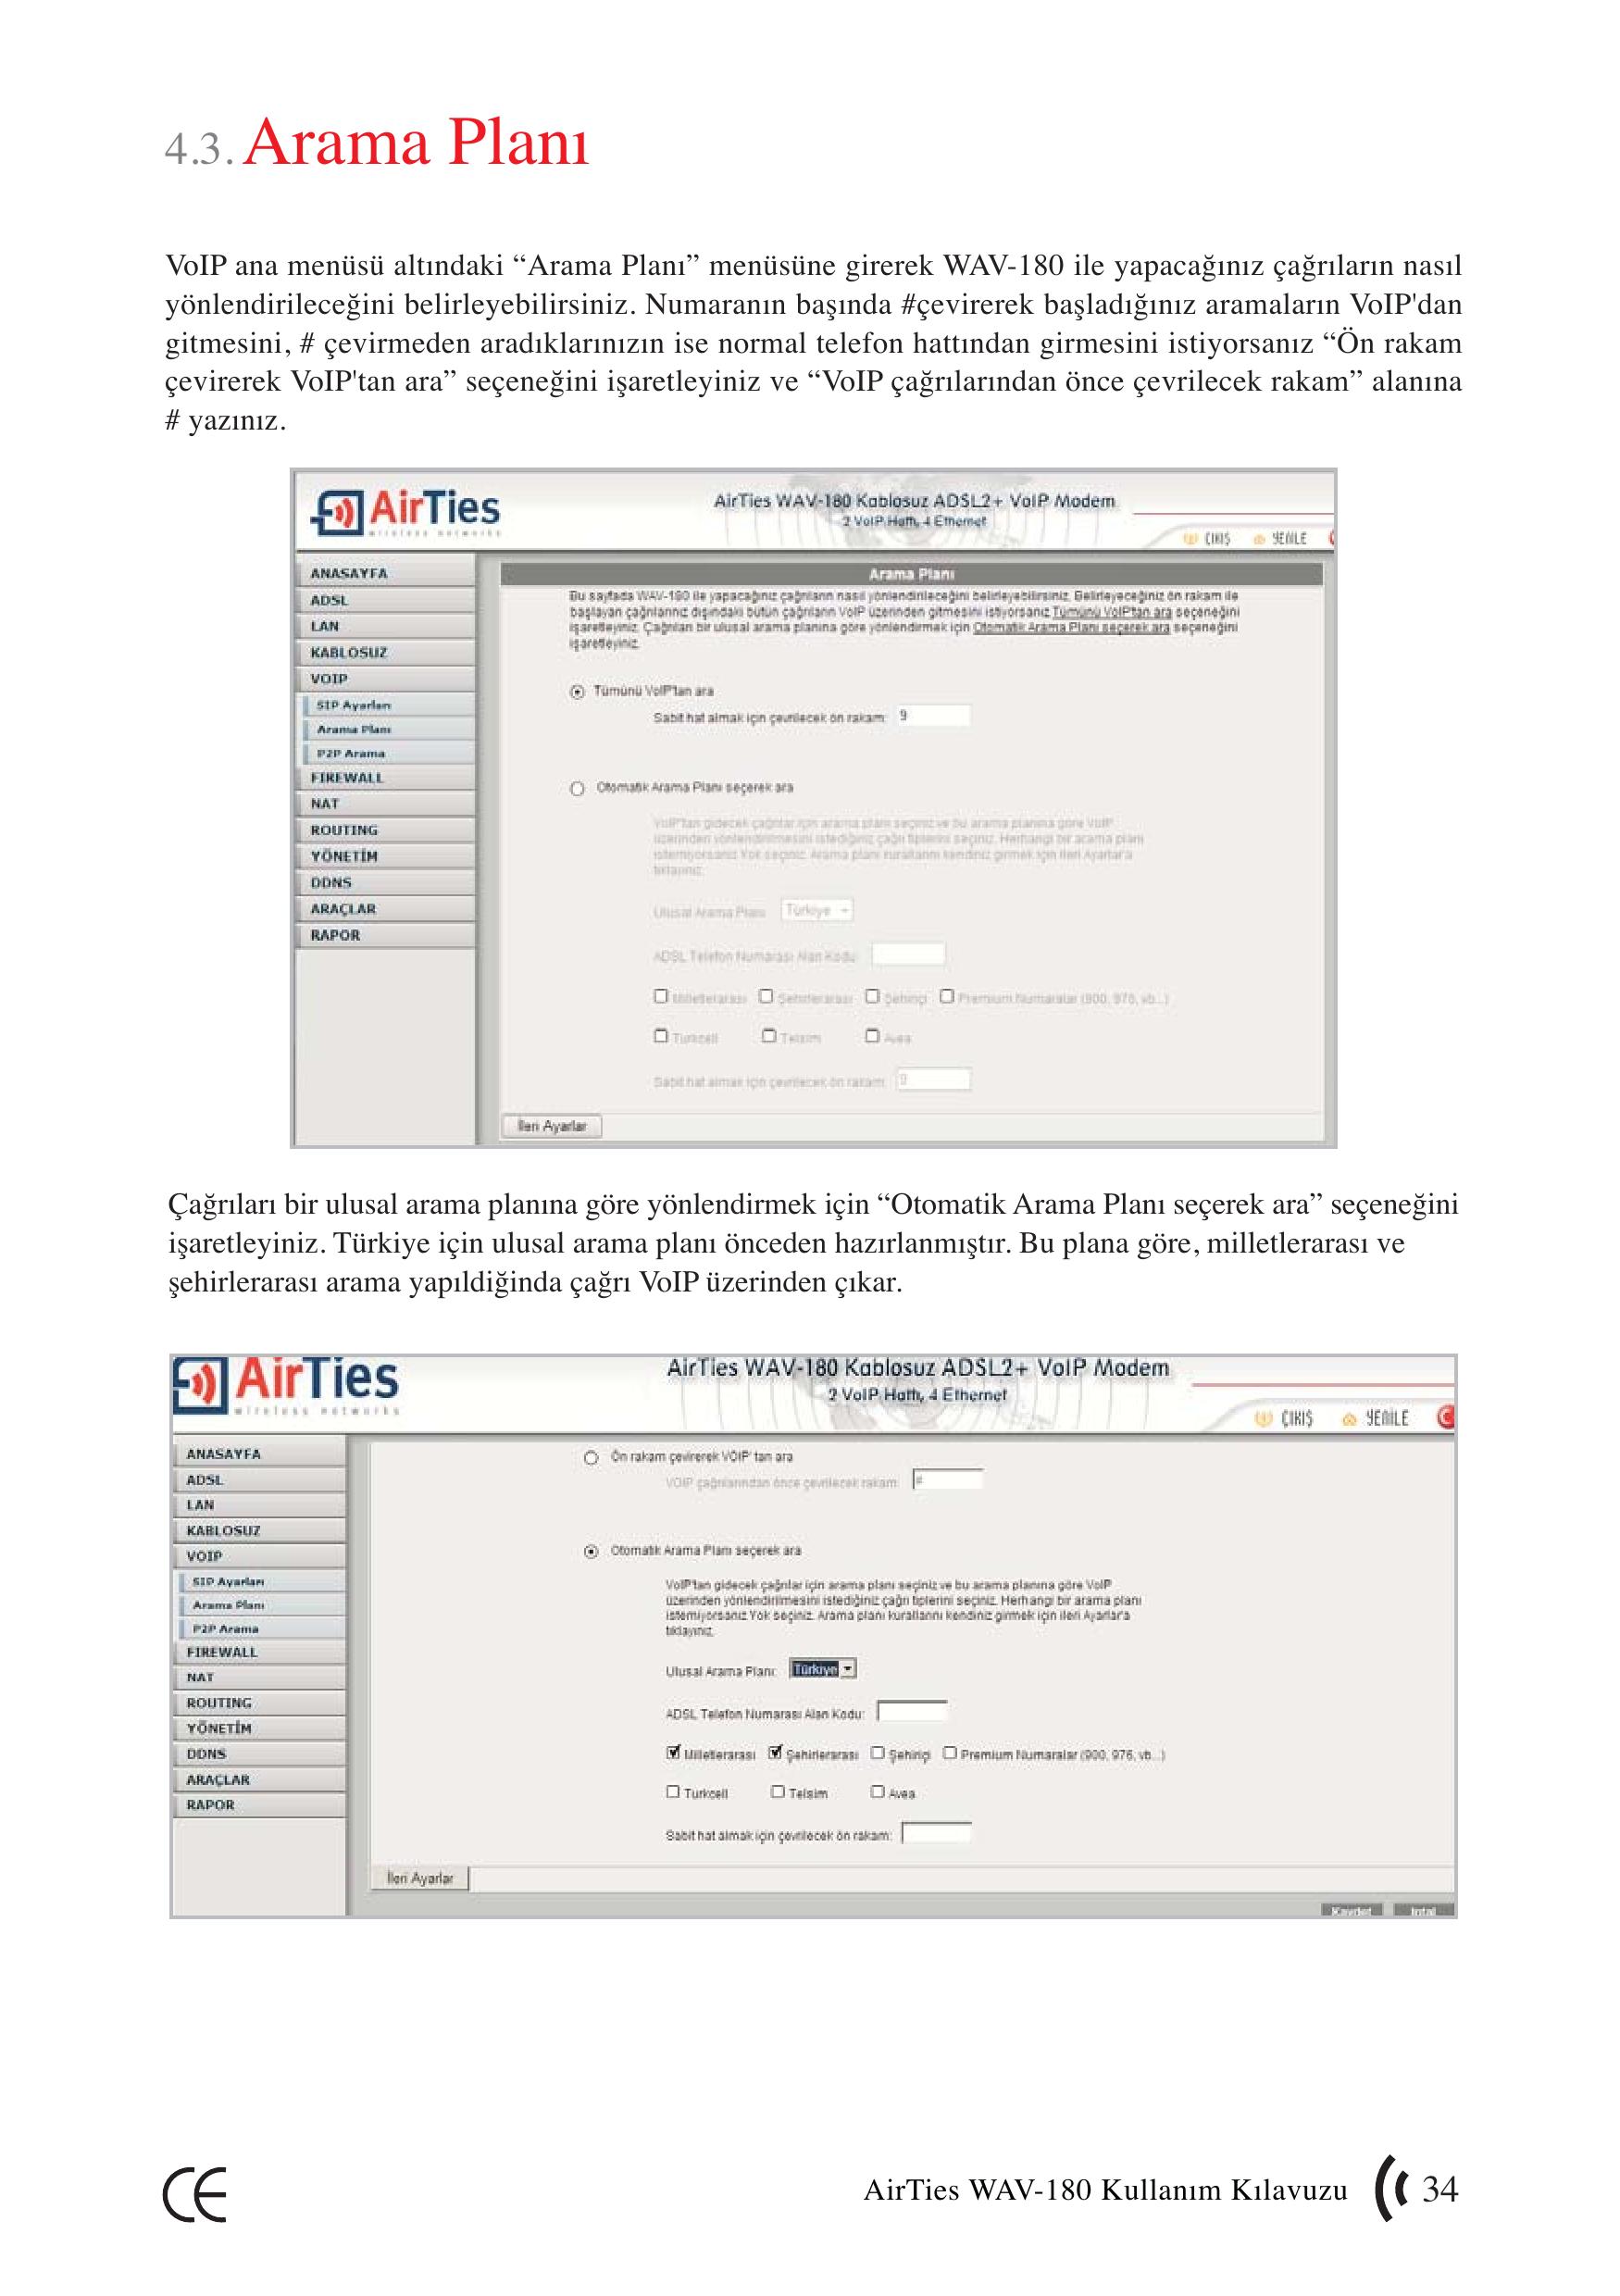 4.3. Arama Planı
VoIP ana menüsü altındaki “Arama Planı” menüsüne girerek WAV-180 ile yapacağınız çağrıların nasıl
yönlendirileceğini belirleyebilirsiniz. Numaranın başında #çevirerek başladığınız aramaların VoIP'dan
gitmesini, # çevirmeden aradıklarınızın ise normal telefon hattından girmesini istiyorsanız “Ön rakam
çevirerek VoIP'tan ara” seçeneğini işaretleyiniz ve “VoIP çağrılarından önce çevrilecek rakam” alanına
# yazınız.
AirTies
wireless networks
AirTies WAV-180 Kablosuz ADSL2+ VoIP Modem
2 VoIP Hattı, 4 Ethernet
ÇIKIŞ YENİLE
ANASAYFA
ADSL
LAN
KABLOSUZ
VOIP
SIP Ayarları
Arama Planı
P2P Arama
FIREWALL
NAT
ROUTING
YÖNETİM
DDNS
ARAÇLAR
RAPOR
Arama Planı
Bu sayfada WAV-180 ile yapacağınız çağrıların nasıl yönlendirileceğini belirleyebilirsiniz. Belirleyeceğiniz ön rakam ile
başlayan çağrılarınız dışındaki bütün çağrıların VoIP üzerinden gitmesini istiyorsanız Tümünü VoIP'tan ara seçeneğini
işaretleyiniz. Çağrıları bir ulusal arama planına göre yönlendirmek için Otomatik Arama Planı seçerek ara seçeneğini
işaretleyiniz.
Tümünü VoIP'tan ara
Sabit hat almak için çevrilecek ön rakam: 9
Otomatik Arama Planı seçerek ara
VoIP'tan gidecek çağrılar için arama planı seçiniz ve bu arama planına göre VoIP
üzerinden yönlendirilmesini istediğiniz çağrı tiplerini seçiniz. Herhangi bir arama planı
istemiyorsanız Yok seçiniz. Arama planı kurallarını kendiniz girmek için İleri Ayarlar'a
tıklayınız.
Ulusal Arama Planı: Türkiye
ADSL Telefon Numarası Alan Kodu:
Milletlerarası Şehirlerarası Şehiriçi Premium Numaralar (900, 976, vb...)
Turkcell Telsim Avea
Sabit hat almak için çevrilecek ön rakam: 9
İleri Ayarlar
Çağrıları bir ulusal arama planına göre yönlendirmek için “Otomatik Arama Planı seçerek ara” seçeneğini
işaretleyiniz. Türkiye için ulusal arama planı önceden hazırlanmıştır. Bu plana göre, milletlerarası ve
şehirlerarası arama yapıldiğinda çağrı VoIP üzerinden çıkar.
AirTies
wireless networks
AirTies WAV-180 Kablosuz ADSL2+ VoIP Modem
2 VoIP Hattı, 4 Ethernet
ÇIKIŞ YENİLE
ANASAYFA
ADSL
LAN
KABLOSUZ
VOIP
SIP Ayarları
Arama Planı
P2P Arama
FIREWALL
NAT
ROUTING
YÖNETİM
DDNS
ARAÇLAR
RAPOR
Ön rakam çevirerek VOIP' tan ara
VOIP çağrılarından önce çevrilecek rakam: #
Otomatik Arama Planı seçerek ara
VoIP'tan gidecek çağrılar için arama planı seçiniz ve bu arama planına göre VoIP
üzerinden yönlendirilmesini istediğiniz çağrı tiplerini seçiniz. Herhangi bir arama planı
istemiyorsanız Yok seçiniz. Arama planı kurallarını kendiniz girmek için ileri Ayarlar'a
tıklayınız.
Ulusal Arama Planı: Türkiye
ADSL Telefon Numarası Alan Kodu:
Milletlerarası Şehirlerarası Şehiriçi Premium Numaralar (900, 976, vb...)
Turkcell Telsim Avea
Sabit hat almak için çevrilecek ön rakam:
İleri Ayarlar
Kaydet İptal
CE
AirTies WAV-180 Kullanım Kılavuzu 34